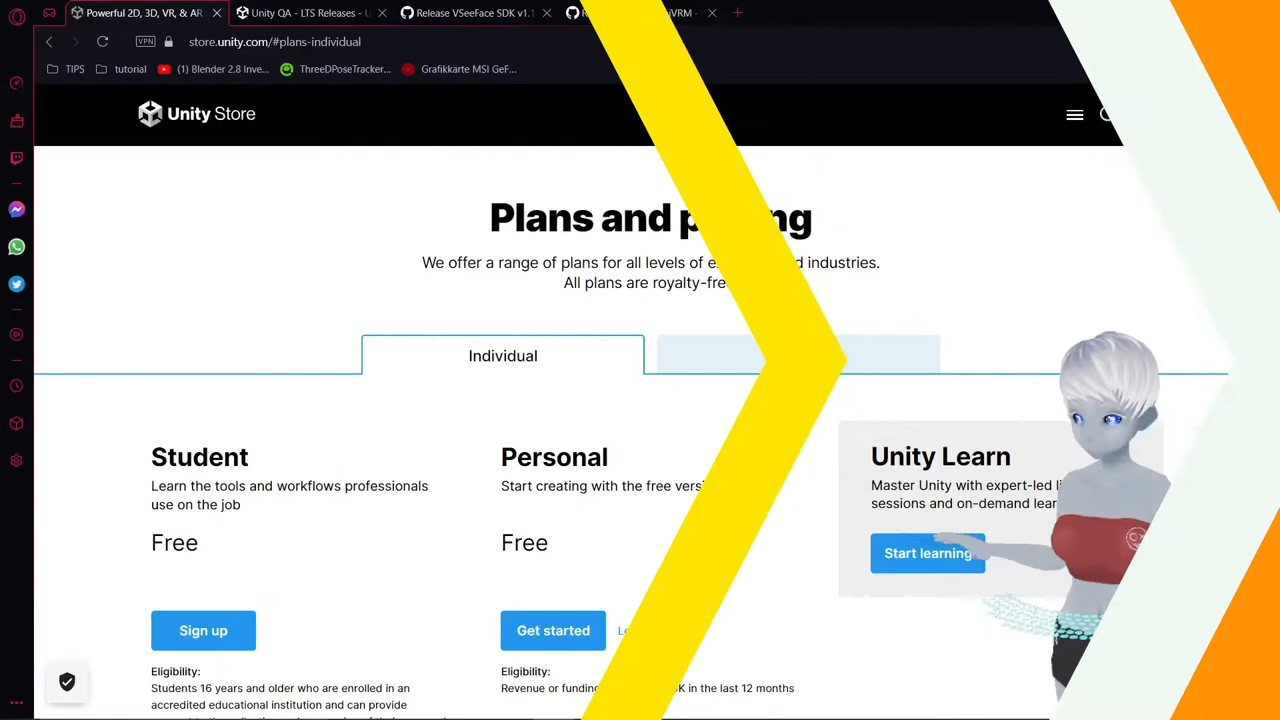 Powerful 2D, 3D, VR, & AR
Unity QA - LTS Releases - U
Release VSeeFace SDK v1.1
VPN
store.unity.com/#plans-individual
TIPS
tutorial
(1) Blender 2.8 Inve...
ThreeDPoseTracker...
Grafikkarte MSI GeF...
Unity Store
Plans and
We offer a range of plans for all levels of
industries.
All plans are royalty-fre
Individual
Student
Learn the tools and workflows professionals
use on the job
Free
Sign up
Eligibility:
Students 16 years and older who are enrolled in an
accredited educational institution and can provide
Personal
Start creating with the free
Free
Get started
Eligibility:
Revenue or
in the last 12 months
Unity Learn
Master Unity with expert-led
sessions and on-demand
Start learning